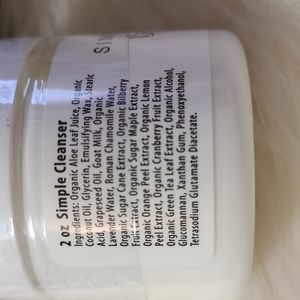 2 oz Simple Cleanser
Ingredients: Organic Aloe Leaf Juice, Organic
Coconut Oil, Glycerin, Emulsifying Wax, Stearic
Acid, Grapeseed Oil, Goat Milk, Organic
Lavender Water, Roman Chamomile Water,
Organic Sugar Cane Extract, Organic Bilberry
Fruit Extract, Organic Sugar Maple Extract,
Organic Orange Peel Extract, Organic Lemon
Peel Extract, Organic Cranberry Fruit Extract,
Organic Green Tea Leaf Extract, Organic Alcohol,
Glucomannan, Xanthan Gum, Phenoxyethanol,
Tetrasodium Glutamate Diacetate.